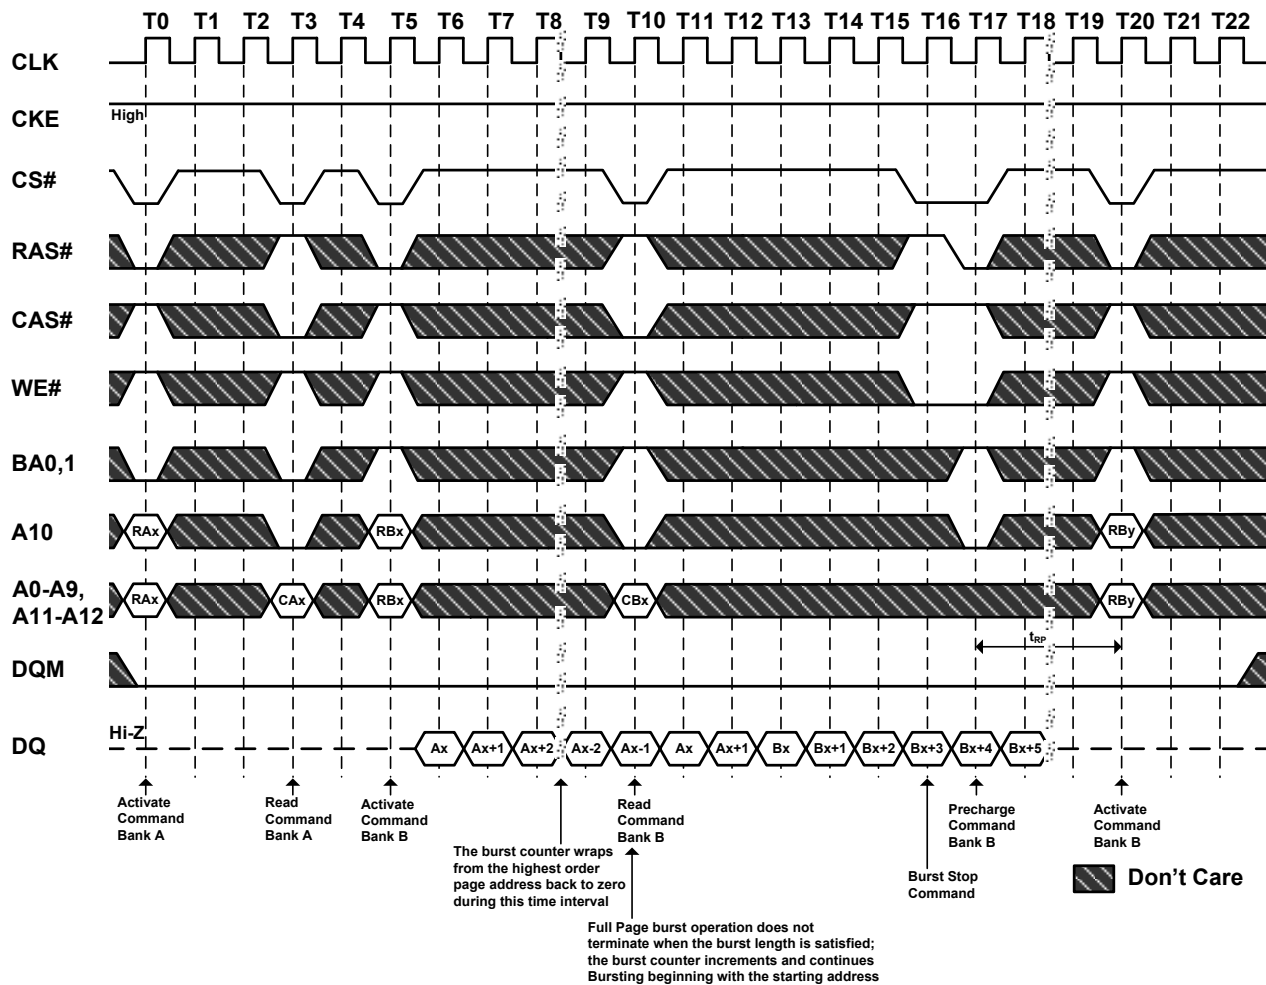 T0 T1 T2 T3 T4 T5 T6 T7 T8 T9 T10 T11 T12 T13 T14 T15 T16 T17 T18 T19 T20 T21 T22
CLK
CKE High
CS#
RAS#
CAS#
WE#
BA0,1
A10 RAx RBx RBy
A0-A9,
A11-A12 RAx CAx RBx CBx RBy
tRP
DQM
DQ Hi-Z Ax Ax+1 Ax+2 Ax-2 Ax-1 Ax Ax+1 Bx Bx+1 Bx+2 Bx+3 Bx+4 Bx+5
Activate
Command
Bank A
Read
Command
Bank A
Activate
Command
Bank B
The burst counter wraps
from the highest order
page address back to zero
during this time interval
Read
Command
Bank B
Full Page burst operation does not
terminate when the burst length is satisfied;
the burst counter increments and continues
Bursting beginning with the starting address
Burst Stop
Command
Precharge
Command
Bank B
Activate
Command
Bank B
Don't Care